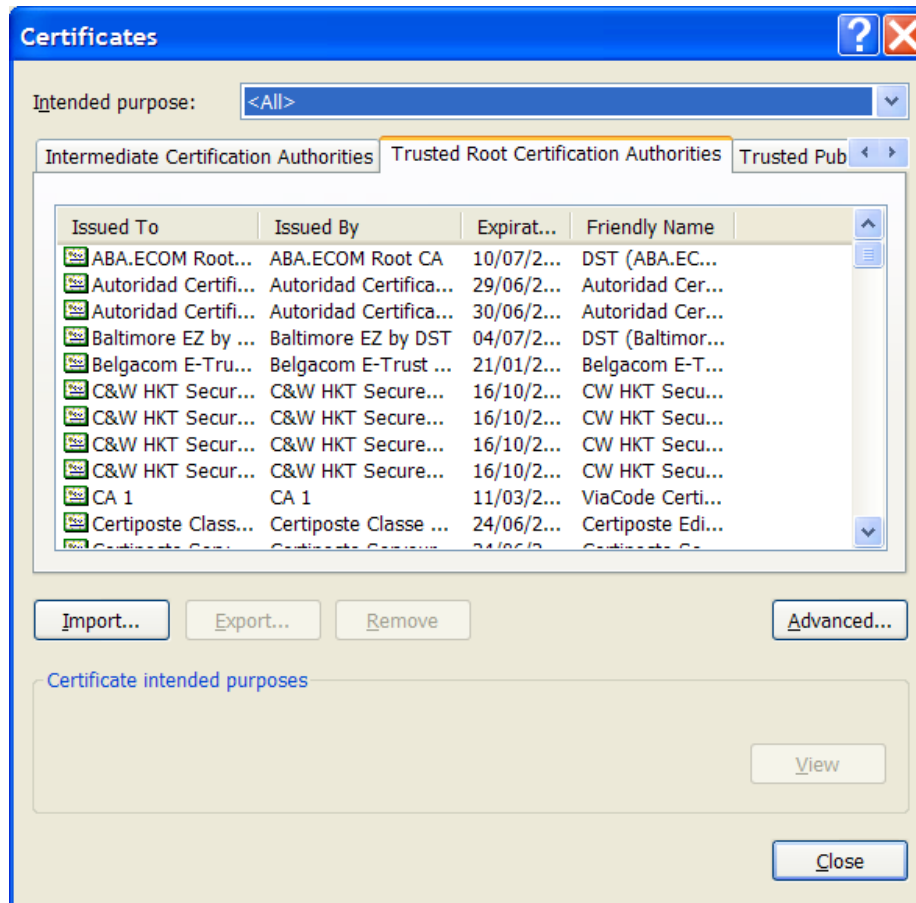 Certificates
Intended purpose: <All>
Intermediate Certification Authorities Trusted Root Certification Authorities Trusted Pub
Issued To Issued By Expirat... Friendly Name
ABA.ECOM Root... ABA.ECOM Root CA 10/07/2... DST (ABA.EC...
Autoridad Certifi... Autoridad Certifica... 29/06/2... Autoridad Cer...
Autoridad Certifi... Autoridad Certifica... 30/06/2... Autoridad Cer...
Baltimore EZ by ... Baltimore EZ by DST 04/07/2... DST (Baltimor...
Belgacom E-Tru... Belgacom E-Trust ... 21/01/2... Belgacom E-T...
C&W HKT Secur... C&W HKT Secure... 16/10/2... CW HKT Secu...
C&W HKT Secur... C&W HKT Secure... 16/10/2... CW HKT Secu...
C&W HKT Secur... C&W HKT Secure... 16/10/2... CW HKT Secu...
C&W HKT Secur... C&W HKT Secure... 16/10/2... CW HKT Secu...
CA 1 CA 1 11/03/2... ViaCode Certi...
Certiposte Class... Certiposte Classe ... 24/06/2... Certiposte Edi...
Import... Export... Remove Advanced...
Certificate intended purposes
View
Close